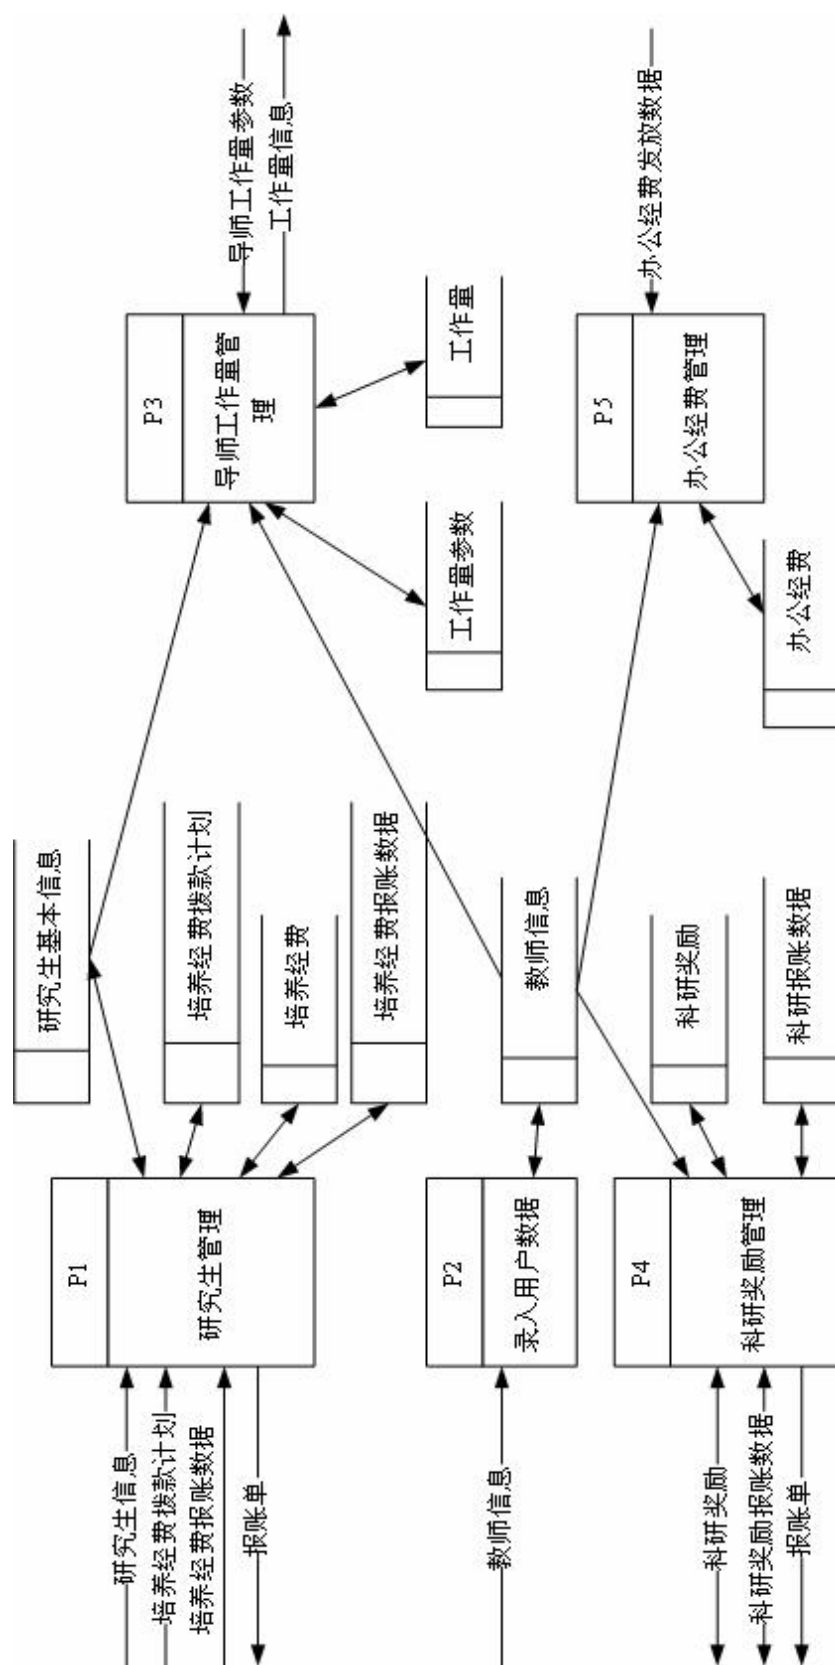 研究生信息
培养经费拨款计划
培养经费报账数据
报账单
P1
研究生管理
研究生基本信息
培养经费拨款计划
培养经费
培养经费报账数据
P3
导师工作量管
理
导师工作量参数
工作量信息
工作量参数
工作量
教师信息
P2
录入用户数据
教师信息
科研奖励
科研奖励报账数据
报账单
P4
科研奖励管理
科研奖励
科研报账数据
P5
办公经费管理
办公经费发放数据
办公经费